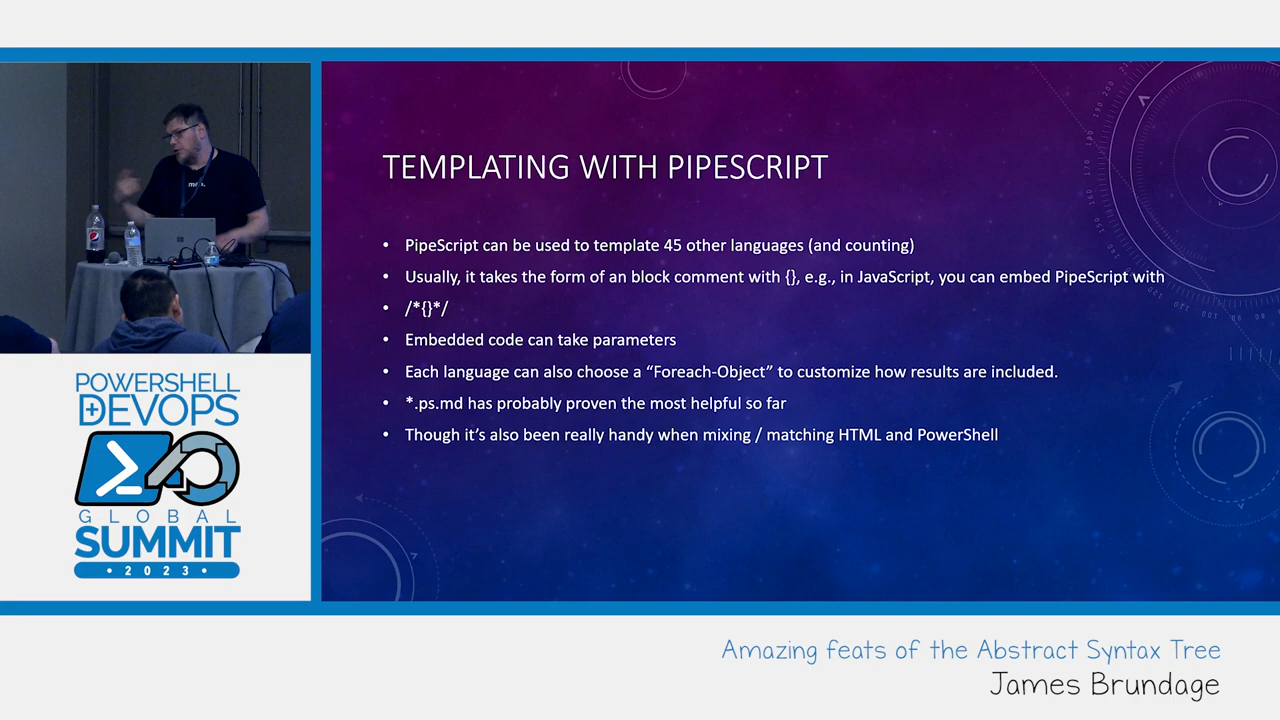 TEMPLATING WITH PIPESCRIPT
• PipeScript can be used to template 45 other languages (and counting)
• Usually, it takes the form of an block comment with {}, e.g., in JavaScript, you can embed PipeScript with
• /*{}*/
• Embedded code can take parameters
• Each language can also choose a “Foreach-Object” to customize how results are included.
• *.ps.md has probably proven the most helpful so far
• Though it’s also been really handy when mixing / matching HTML and PowerShell
POWERSHELL
+DEVOPS
GLOBAL
SUMMIT
• 2023 •
Amazing feats of the Abstract Syntax Tree
James Brundage